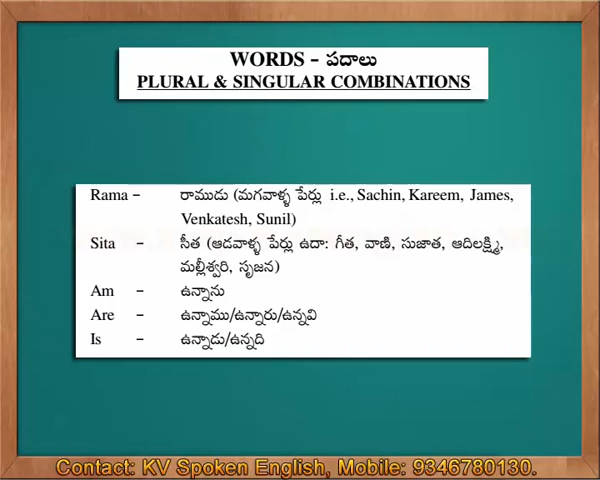 WORDS – పదాలు
PLURAL & SINGULAR COMBINATIONS
Rama – రాముడు (మగవాళ్ళ పేర్లు i.e., Sachin, Kareem, James,
Venkatesh, Sunil)
Sita – సీత (ఆడవాళ్ళ పేర్లు ఉదా: గీత, వాణి, సుజాత, ఆదిలక్ష్మి,
మల్లీశ్వరి, సృజన)
Am – ఉన్నాను
Are – ఉన్నాము/ఉన్నారు/ఉన్నవి
Is – ఉన్నాడు/ఉన్నది
Contact: KV Spoken English, Mobile: 9346780130.